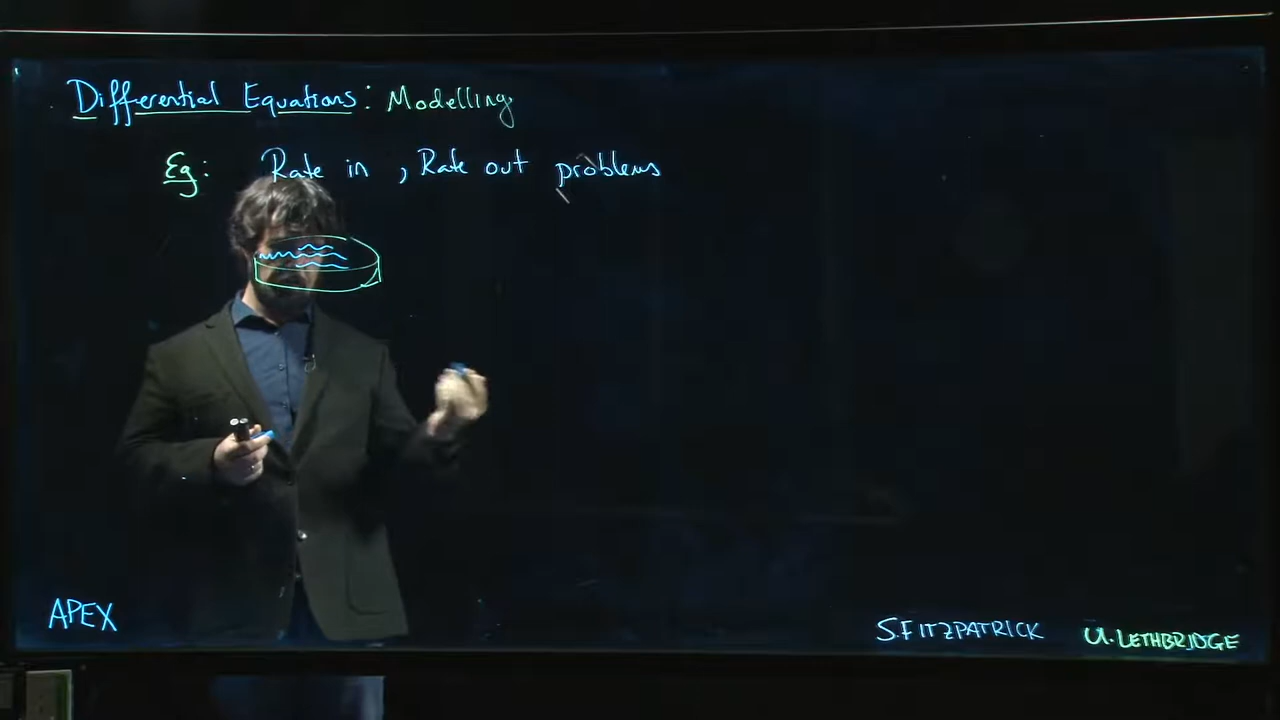 Differential Equations: Modelling
Eg: Rate in, Rate out problems
APEX
S.FITZPATRICK
U.LETHBRIDGE